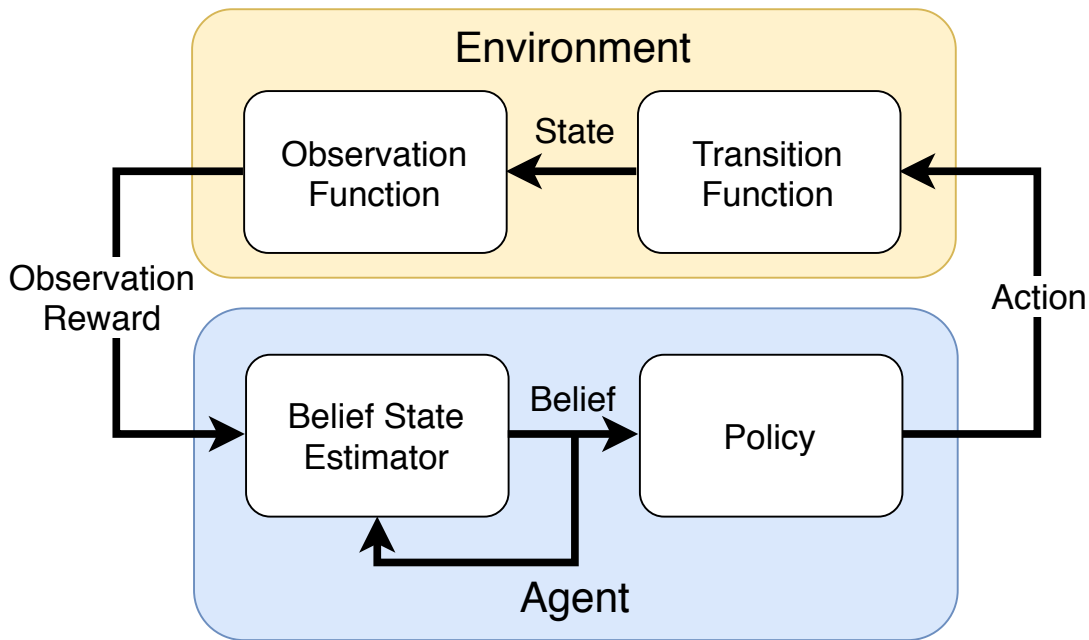 Environment
Observation
Function
State
Transition
Function
Observation
Reward
Action
Belief State
Estimator
Belief
Policy
Agent